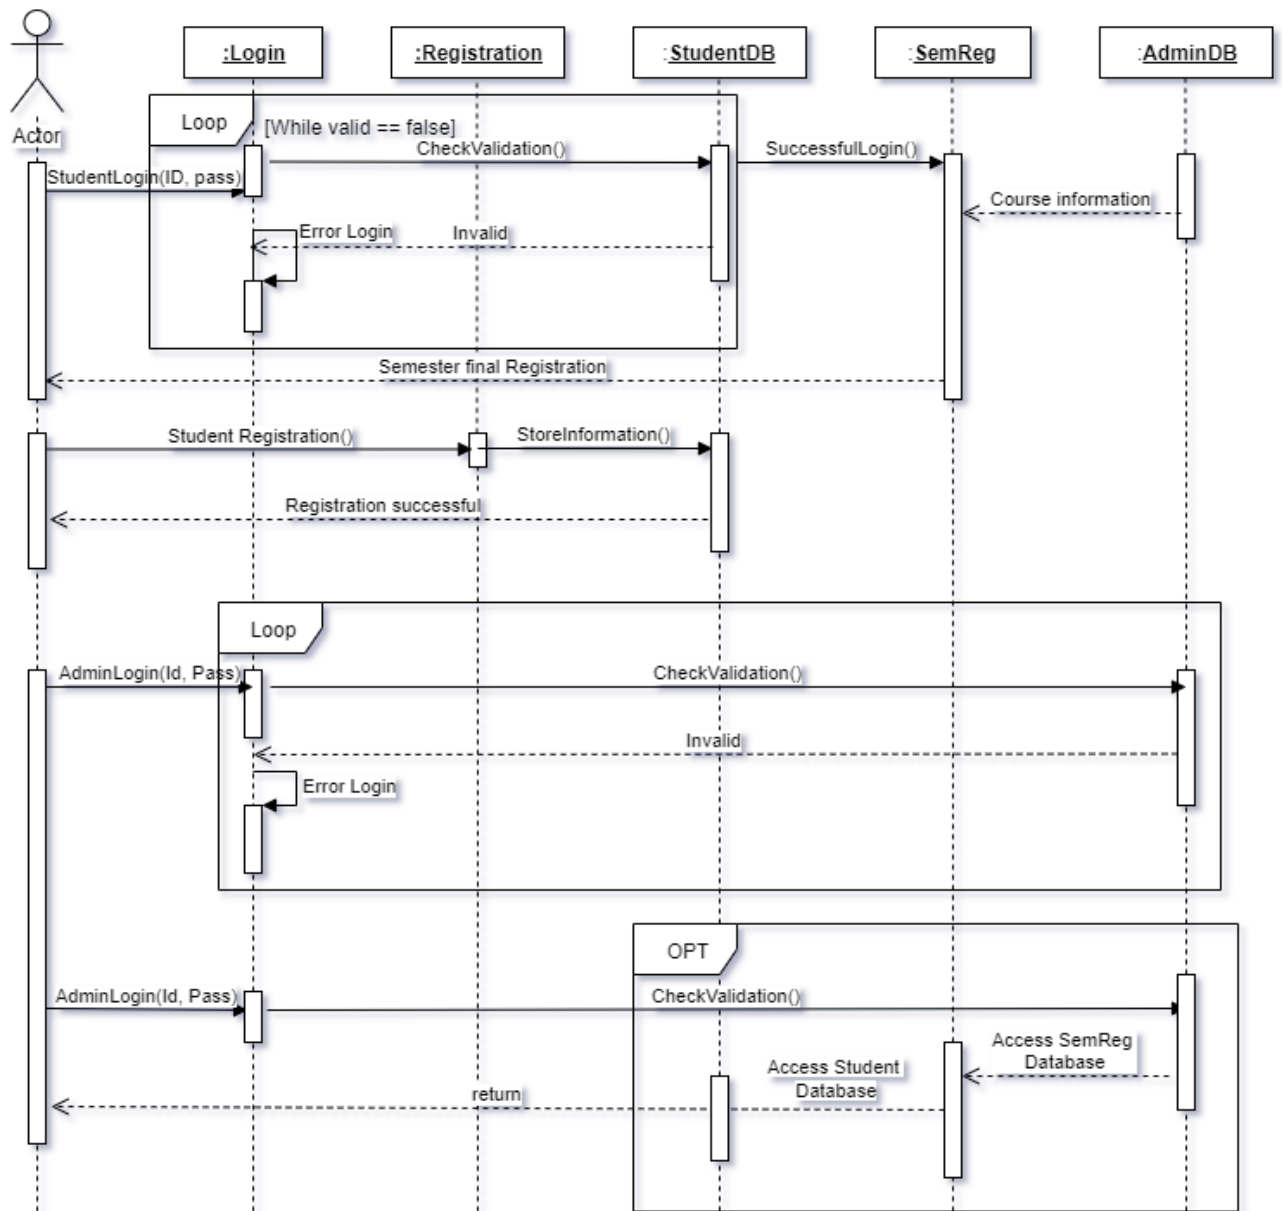 :Login
:Registration
:StudentDB
:SemReg
:AdminDB
Actor
Loop
[While valid == false]
CheckValidation()
SuccessfulLogin()
StudentLogin(ID, pass)
Course information
Error Login
Invalid
Semester final Registration
Student Registration()
StoreInformation()
Registration successful
Loop
AdminLogin(Id, Pass)
CheckValidation()
Invalid
Error Login
OPT
AdminLogin(Id, Pass)
CheckValidation()
Access SemReg
Database
Access Student
Database
return